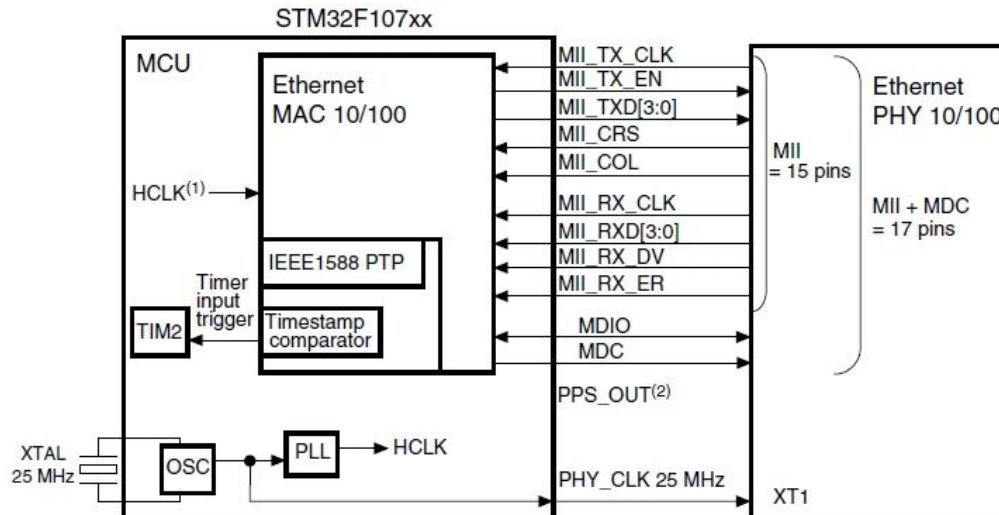 STM32F107xx
MCU
Ethernet
MAC 10/100
HCLK(1)
IEEE1588 PTP
Timer
input
trigger
Timestamp
comparator
TIM2
XTAL
25 MHz
OSC
PLL
HCLK
MII_TX_CLK
MII_TX_EN
MII_TXD[3:0]
MII_CRS
MII_COL
MII_RX_CLK
MII_RXD[3:0]
MII_RX_DV
MII_RX_ER
MDIO
MDC
PPS_OUT(2)
PHY_CLK 25 MHz
XT1
MII
= 15 pins
MII + MDC
= 17 pins
Ethernet
PHY 10/100